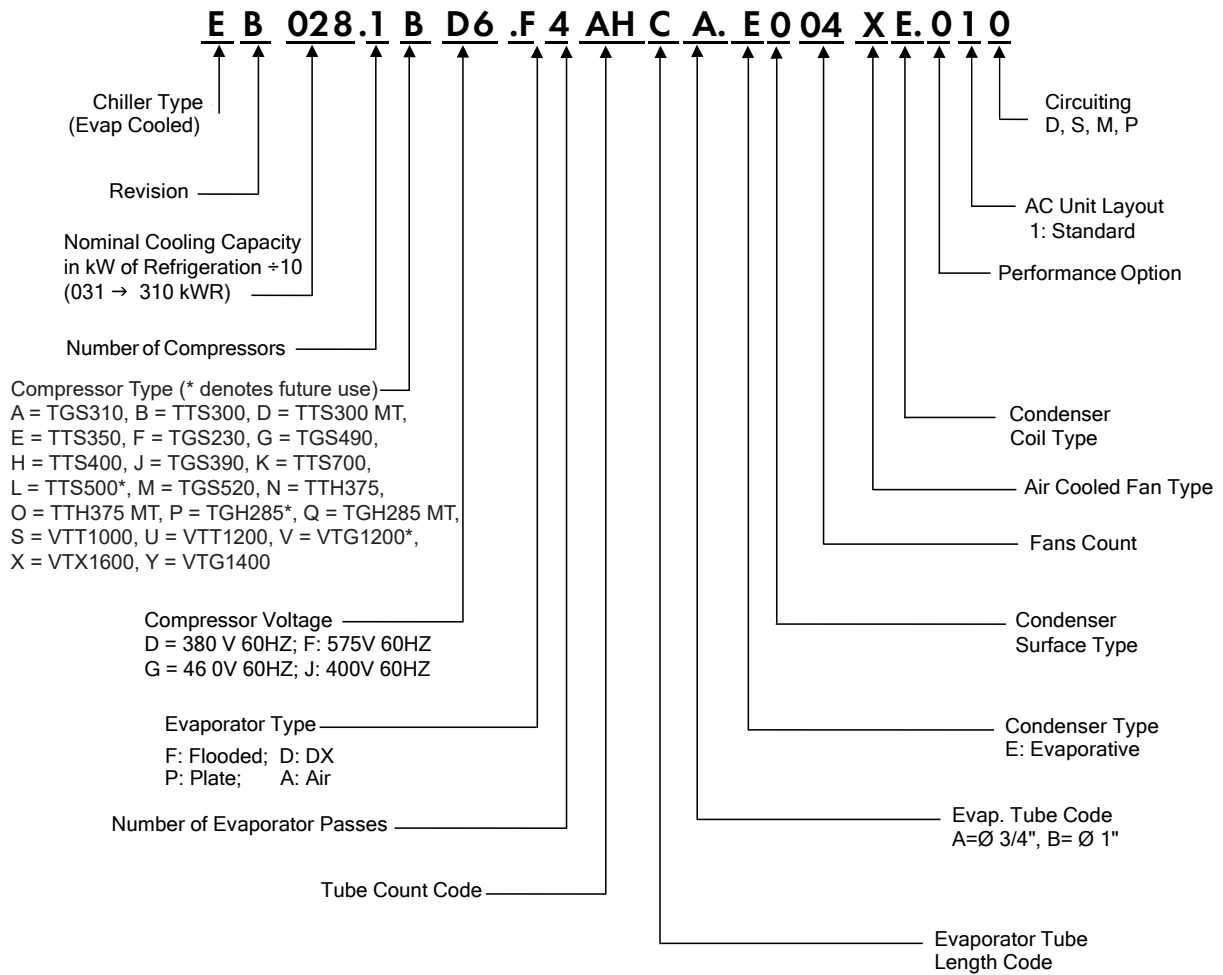 E B 028.1 B D6 .F 4 AH C A. E 0 04 X E. 0 1 0
Chiller Type
(Evap Cooled)
Revision
Nominal Cooling Capacity
in kW of Refrigeration ÷10
(031 → 310 kWR)
Number of Compressors
Compressor Type (* denotes future use)
A = TGS310, B = TTS300, D = TTS300 MT,
E = TTS350, F = TGS230, G = TGS490,
H = TTS400, J = TGS390, K = TTS700,
L = TTS500*, M = TGS520, N = TTH375,
O = TTH375 MT, P = TGH285*, Q = TGH285 MT,
S = VTT1000, U = VTT1200, V = VTG1200*,
X = VTX1600, Y = VTG1400
Compressor Voltage
D = 380 V 60HZ; F: 575V 60HZ
G = 46 0V 60HZ; J: 400V 60HZ
Evaporator Type
F: Flooded; D: DX
P: Plate; A: Air
Number of Evaporator Passes
Tube Count Code
Circuiting
D, S, M, P
AC Unit Layout
1: Standard
Performance Option
Condenser
Coil Type
Air Cooled Fan Type
Fans Count
Condenser
Surface Type
Condenser Type
E: Evaporative
Evap. Tube Code
A=Ø 3/4", B= Ø 1"
Evaporator Tube
Length Code